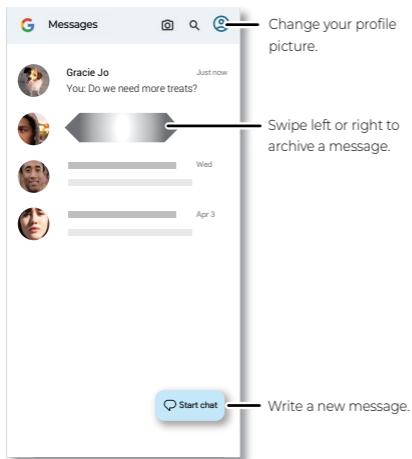 Messages
Change your profile
picture.
Gracie Jo
Just now
You: Do we need more treats?
Swipe left or right to
archive a message.
Wed
Apr 3
Start chat
Write a new message.